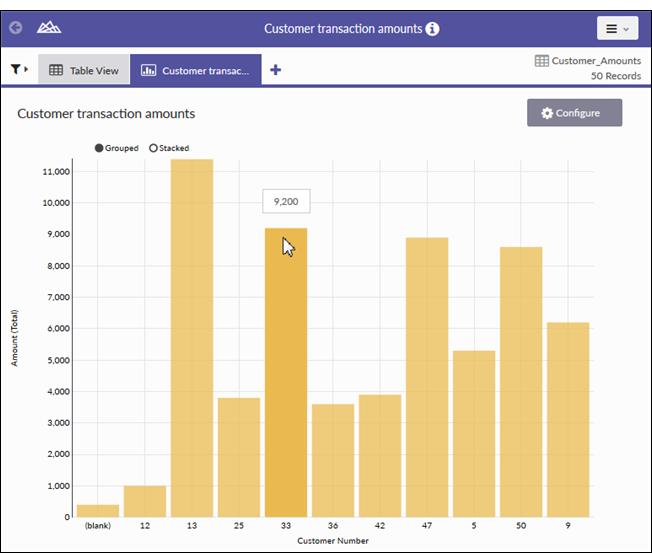 Customer transaction amounts
Table View
Customer transac...
Customer_Amounts
50 Records
Customer transaction amounts
Configure
Grouped
Stacked
11,000
10,000
9,000
8,000
7,000
6,000
5,000
4,000
3,000
2,000
1,000
0
Amount (Total)
9,200
(blank) 12 13 25 33 36 42 47 5 50 9
Customer Number